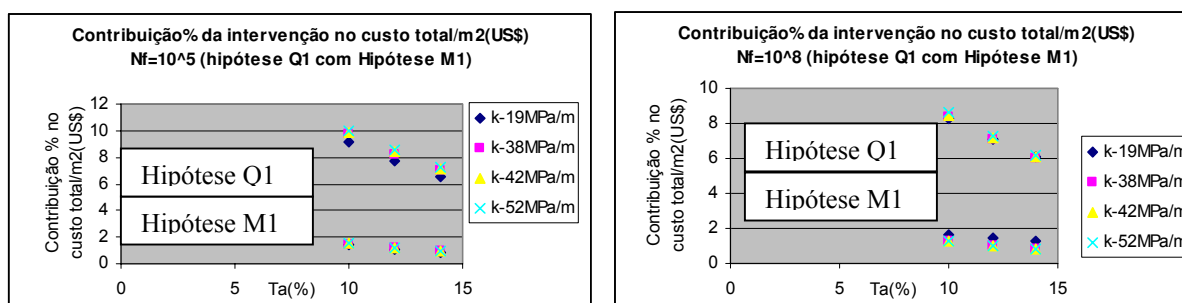 Contribuição% da intervenção no custo total/m2(US$)
Nf=10^5 (hipótese Q1 com Hipótese M1)
Contribuição % no
custo total/m2(US$)
12
10
8
6
4
2
0
Hipótese Q1
Hipótese M1
0
5
10
15
Ta(%)
k-19MPa/m
k-38MPa/m
k-42MPa/m
k-52MPa/m
Contribuição% da intervenção no custo total/m2(US$)
Nf=10^8 (hipótese Q1 com Hipótese M1)
Contribuição % no
custo total/m2(US$)
10
8
6
4
2
0
Hipótese Q1
Hipótese M1
0
5
10
15
Ta(%)
k-19MPa/m
k-38MPa/m
k-42MPa/m
k-52MPa/m